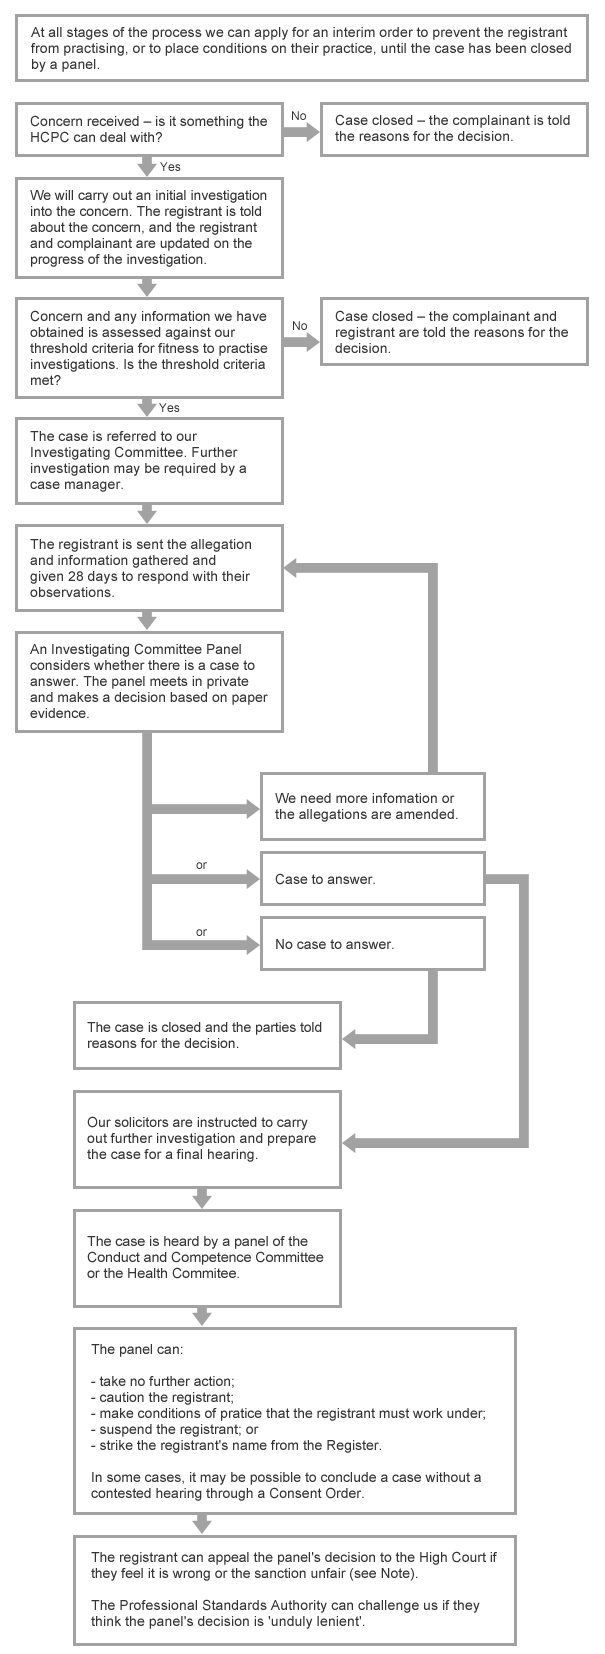 At all stages of the process we can apply for an interim order to prevent the registrant
from practising, or to place conditions on their practice, until the case has been closed
by a panel.
Concern received – is it something the
HCPC can deal with?
No
Case closed – the complainant is told
the reasons for the decision.
Yes
We will carry out an initial investigation
into the concern. The registrant is told
about the concern, and the registrant
and complainant are updated on the
progress of the investigation.
Concern and any information we have
obtained is assessed against our
threshold criteria for fitness to practise
investigations. Is the threshold criteria
met?
No
Case closed – the complainant and
registrant are told the reasons for the
decision.
Yes
The case is referred to our
Investigating Committee. Further
investigation may be required by a
case manager.
The registrant is sent the allegation
and information gathered and
given 28 days to respond with their
observations.
An Investigating Committee Panel
considers whether there is a case to
answer. The panel meets in private
and makes a decision based on paper
evidence.
We need more infomation or
the allegations are amended.
or
Case to answer.
or
No case to answer.
The case is closed and the parties told
reasons for the decision.
Our solicitors are instructed to carry
out further investigation and prepare
the case for a final hearing.
The case is heard by a panel of the
Conduct and Competence Committee
or the Health Commitee.
The panel can:
- take no further action;
- caution the registrant;
- make conditions of pratice that the registrant must work under;
- suspend the registrant; or
- strike the registrant's name from the Register.
In some cases, it may be possible to conclude a case without a
contested hearing through a Consent Order.
The registrant can appeal the panel's decision to the High Court if
they feel it is wrong or the sanction unfair (see Note).
The Professional Standards Authority can challenge us if they
think the panel's decision is 'unduly lenient'.